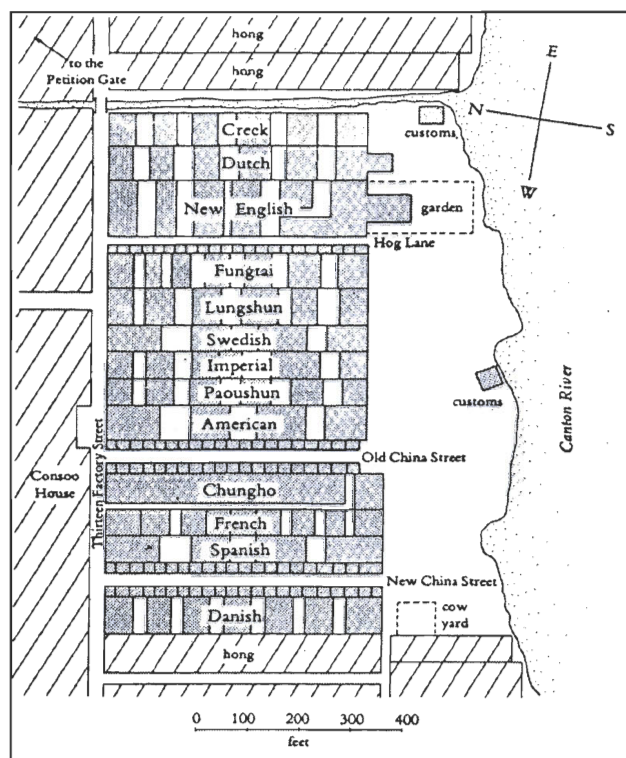 hong
to the
Petition Gate
hong
E
N
S
W
customs
Creek
Dutch
New English
garden
Hog Lane
Fungtai
Lungshun
Swedish
Imperial
Paoushun
American
customs
Canton River
Old China Street
Thirteen Factory Street
Consoo
House
Chungho
French
Spanish
New China Street
Danish
cow
yard
hong
0 100 200 300 400
feet